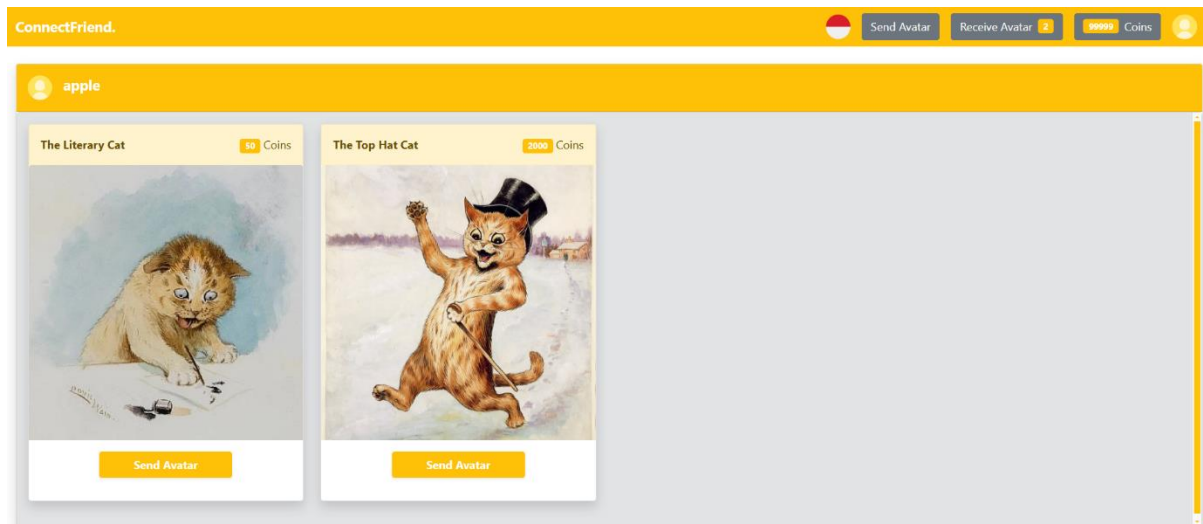 ConnectFriend.
Send Avatar
Receive Avatar 2
99999 Coins
apple
The Literary Cat
50 Coins
The Top Hat Cat
2000 Coins
Send Avatar
Send Avatar